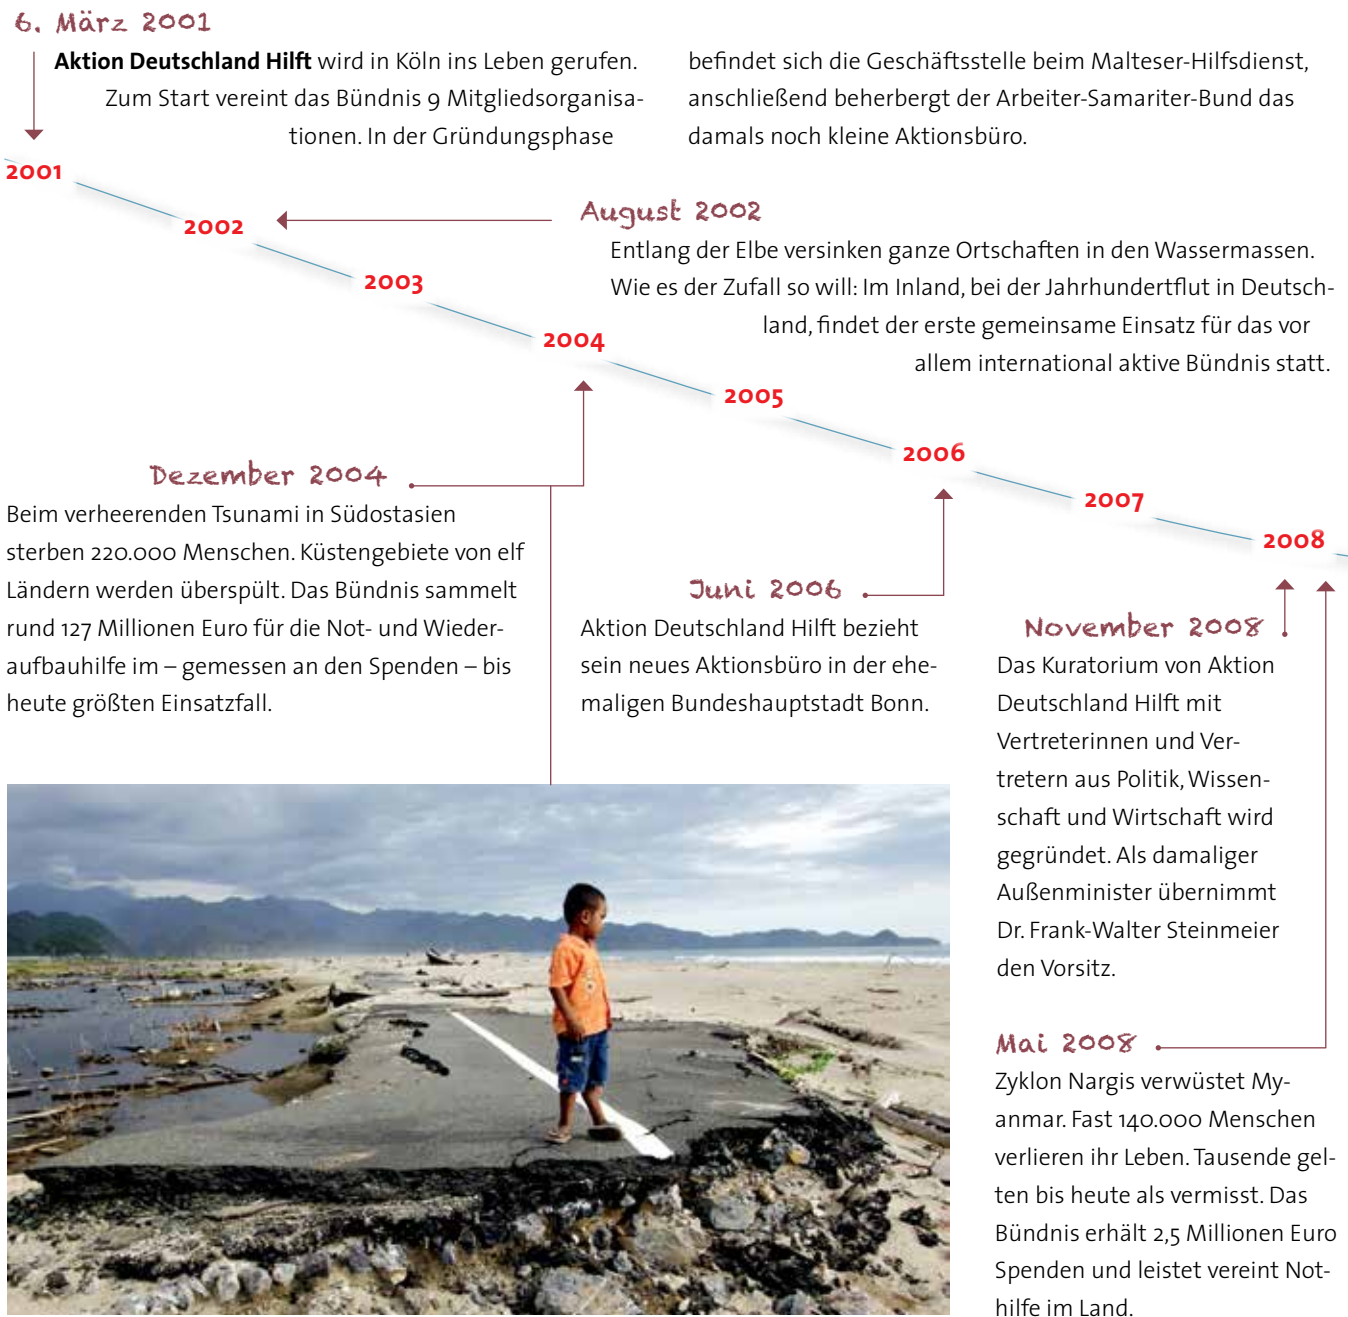 6. März 2001
Aktion Deutschland Hilft wird in Köln ins Leben gerufen.
Zum Start vereint das Bündnis 9 Mitgliedsorganisa-
tionen. In der Gründungsphase
befindet sich die Geschäftsstelle beim Malteser-Hilfsdienst,
anschließend beherbergt der Arbeiter-Samariter-Bund das
damals noch kleine Aktionsbüro.
2001
2002
2003
2004
2005
2006
2007
2008
August 2002
Entlang der Elbe versinken ganze Ortschaften in den Wassermassen.
Wie es der Zufall so will: Im Inland, bei der Jahrhundertflut in Deutsch-
land, findet der erste gemeinsame Einsatz für das vor
allem international aktive Bündnis statt.
Dezember 2004
Beim verheerenden Tsunami in Südostasien
sterben 220.000 Menschen. Küstengebiete von elf
Ländern werden überspült. Das Bündnis sammelt
rund 127 Millionen Euro für die Not- und Wieder-
aufbauhilfe im – gemessen an den Spenden – bis
heute größten Einsatzfall.
Juni 2006
Aktion Deutschland Hilft bezieht
sein neues Aktionsbüro in der ehe-
maligen Bundeshauptstadt Bonn.
November 2008
Das Kuratorium von Aktion
Deutschland Hilft mit
Vertreterinnen und Ver-
tretern aus Politik, Wissen-
schaft und Wirtschaft wird
gegründet. Als damaliger
Außenminister übernimmt
Dr. Frank-Walter Steinmeier
den Vorsitz.
Mai 2008
Zyklon Nargis verwüstet My-
anmar. Fast 140.000 Menschen
verlieren ihr Leben. Tausende gel-
ten bis heute als vermisst. Das
Bündnis erhält 2,5 Millionen Euro
Spenden und leistet vereint Not-
hilfe im Land.